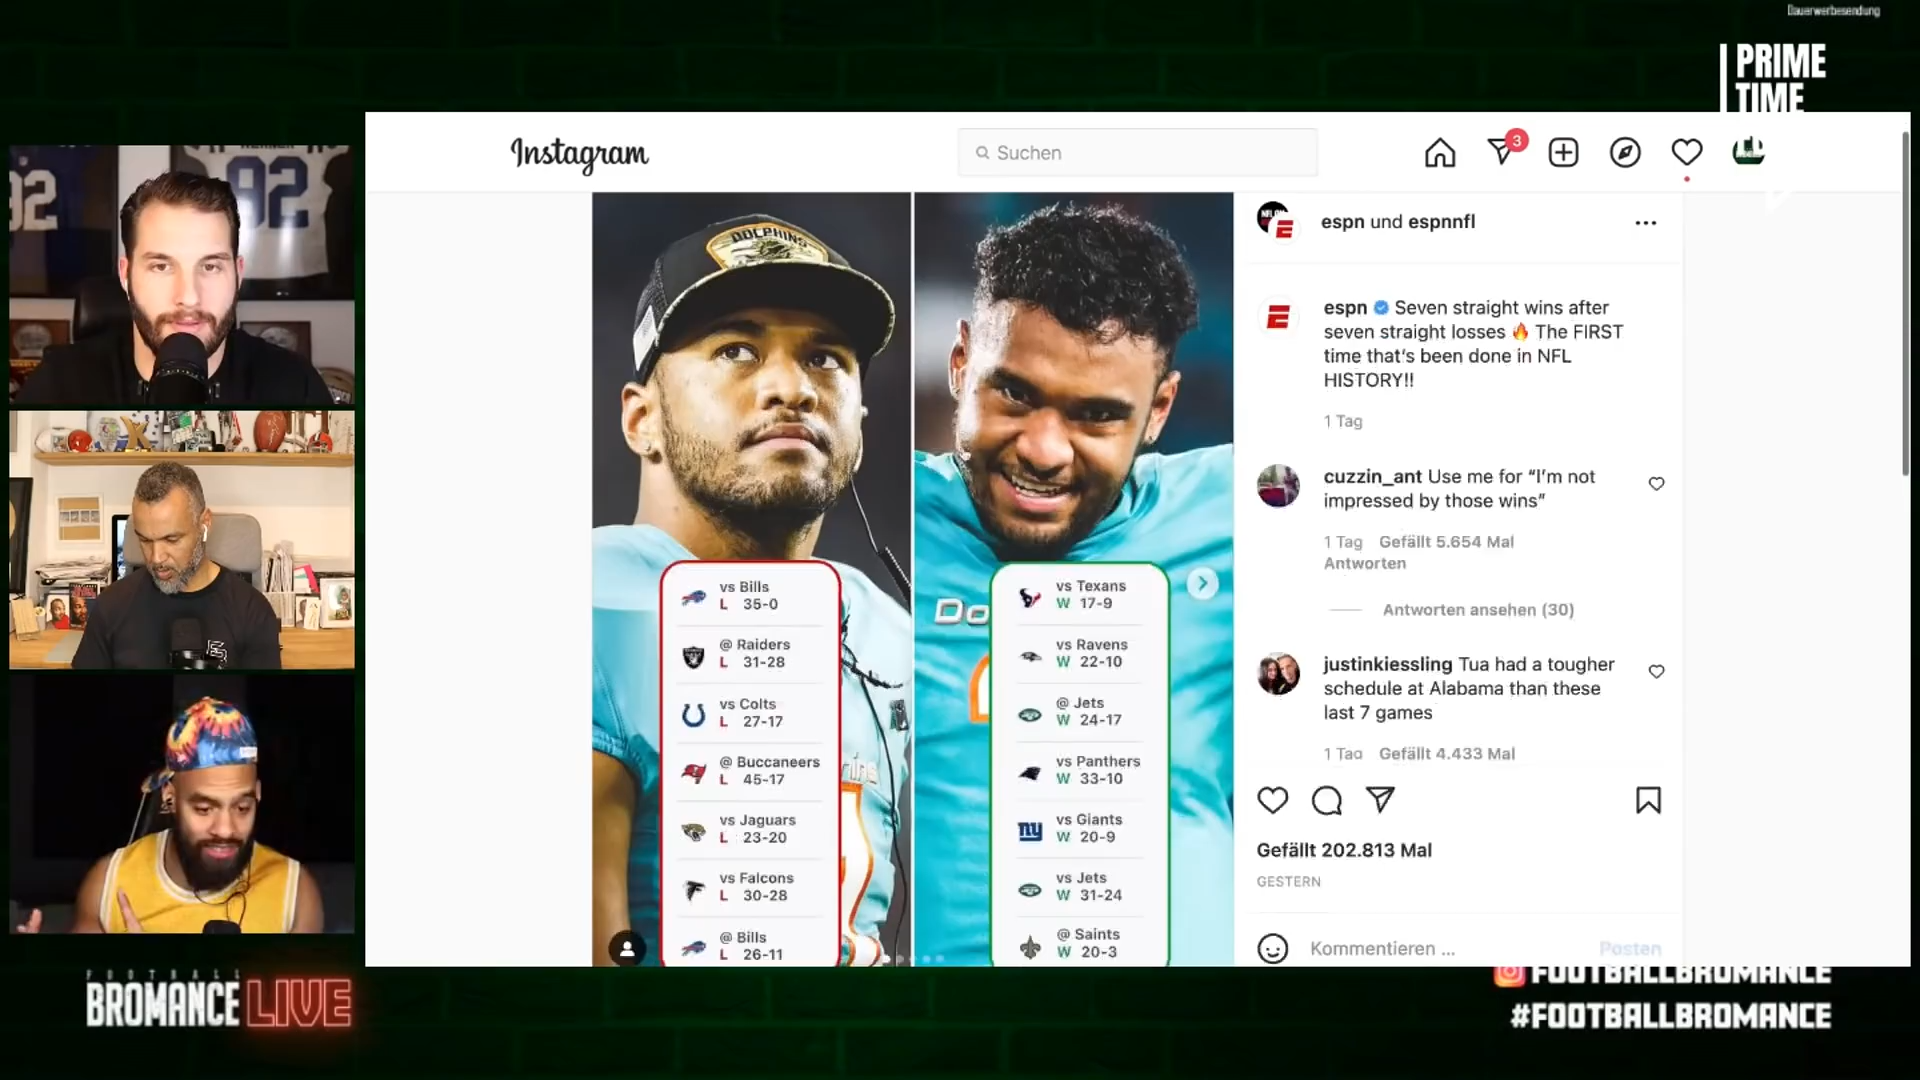 Dauerwerbesendung
PRIME
TIME
Instagram
Suchen
3
92
92
DOLPHINS
Do
vs Bills
L 35-0
@ Raiders
L 31-28
vs Colts
L 27-17
@ Buccaneers
L 45-17
vs Jaguars
L 23-20
vs Falcons
L 30-28
@ Bills
L 26-11
vs Texans
W 17-9
vs Ravens
W 22-10
@ Jets
W 24-17
vs Panthers
W 33-10
vs Giants
W 20-9
vs Jets
W 31-24
@ Saints
W 20-3
espn und espnnfl
espn Seven straight wins after
seven straight losses 🔥 The FIRST
time that's been done in NFL
HISTORY!!
1 Tag
cuzzin_ant Use me for “I’m not
impressed by those wins”
1 Tag Gefällt 5.654 Mal
Antworten
Antworten ansehen (30)
justinkiessling Tua had a tougher
schedule at Alabama than these
last 7 games
1 Tag Gefällt 4.433 Mal
Gefällt 202.813 Mal
GESTERN
Kommentieren ...
Posten
FOOTBALL
BROMANCE LIVE
FOOTBALLBROMANCE
#FOOTBALLBROMANCE